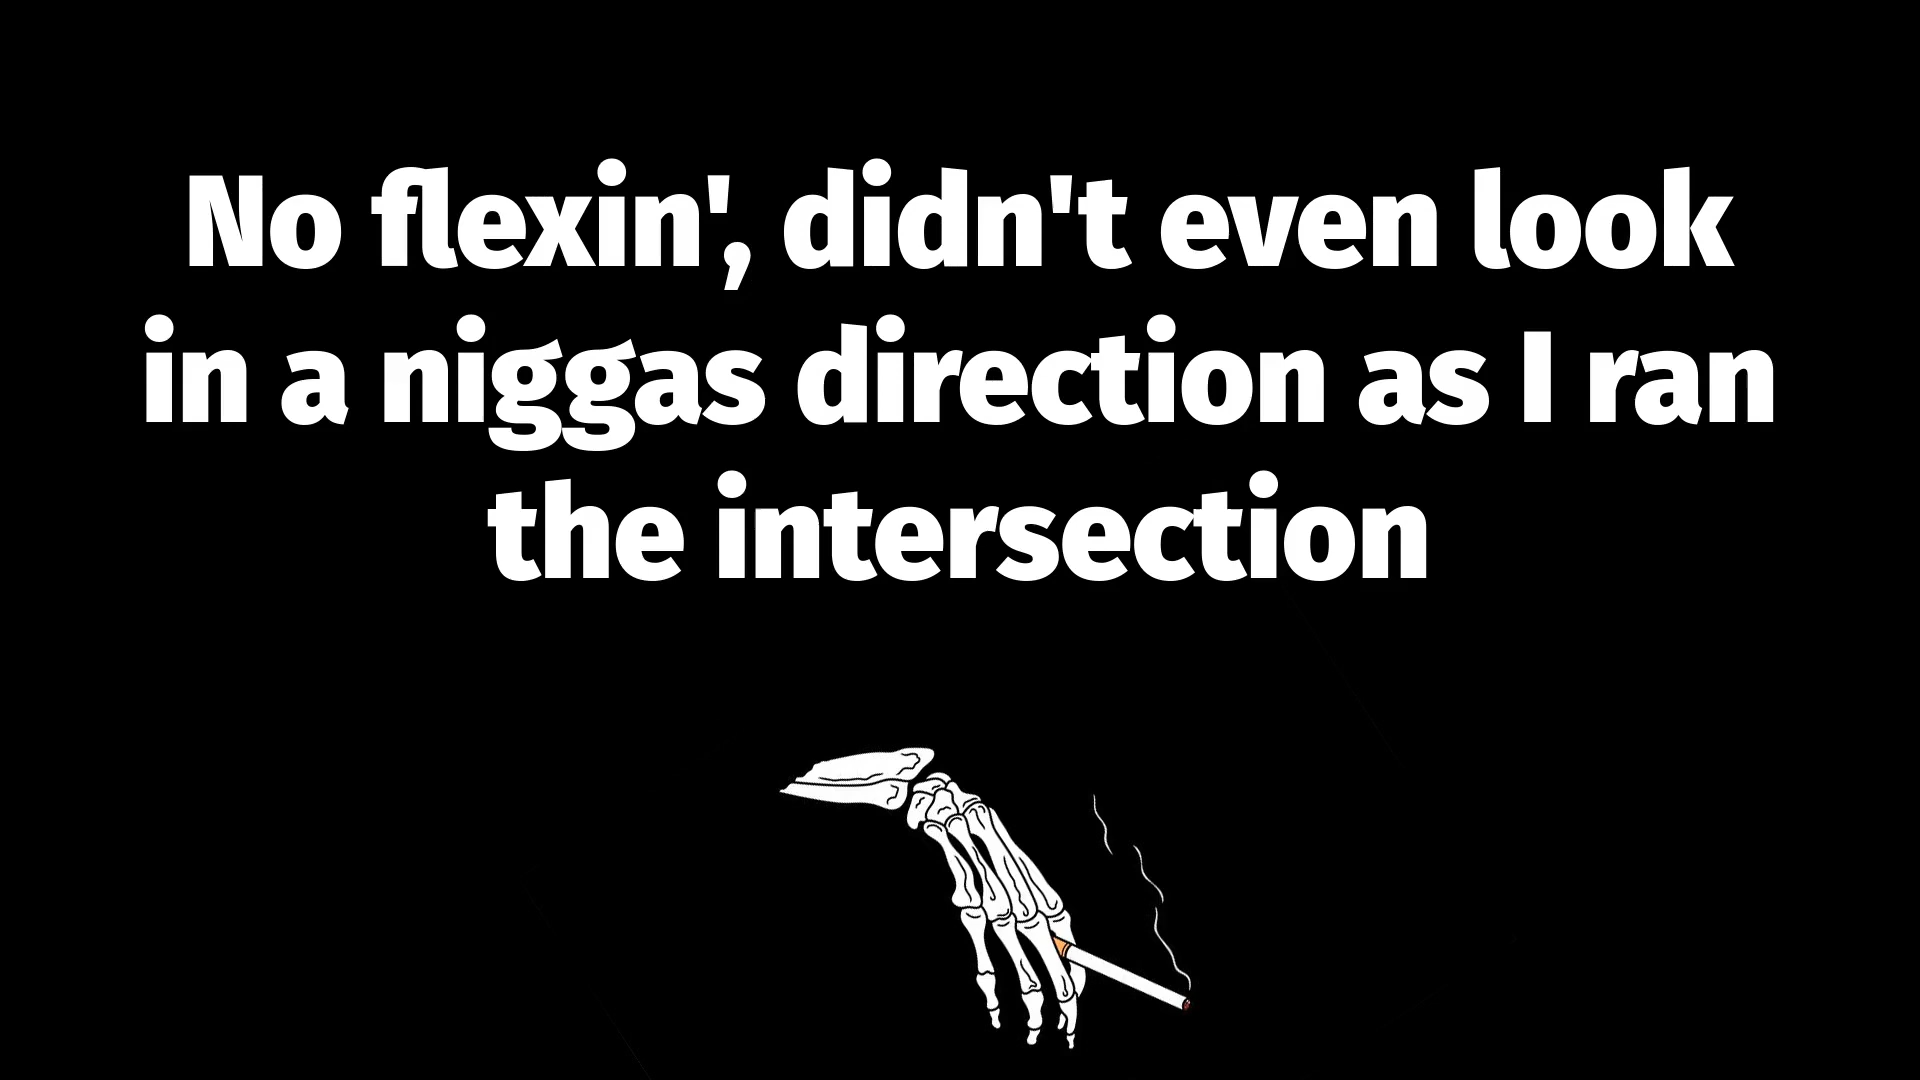 No flexin', didn't even look
in a niggas direction as I ran
the intersection